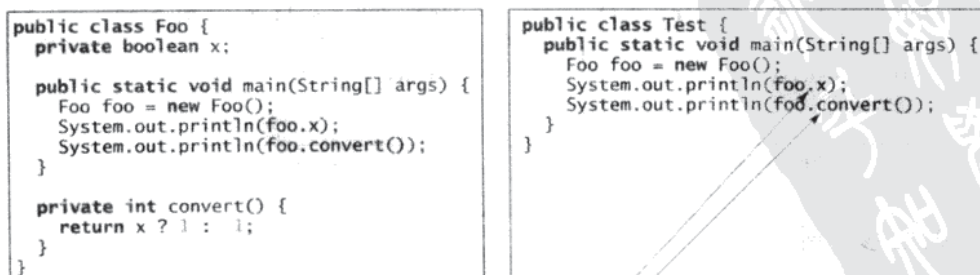 public class Foo {
private boolean x;
public static void main(String[] args) {
Foo foo = new Foo();
System.out.println(foo.x);
System.out.println(foo.convert());
}
private int convert() {
return x ? 1 : 1;
}
}
public class Test {
public static void main(String[] args) {
Foo foo = new Foo();
System.out.println(foo.x);
System.out.println(foo.convert());
}
}